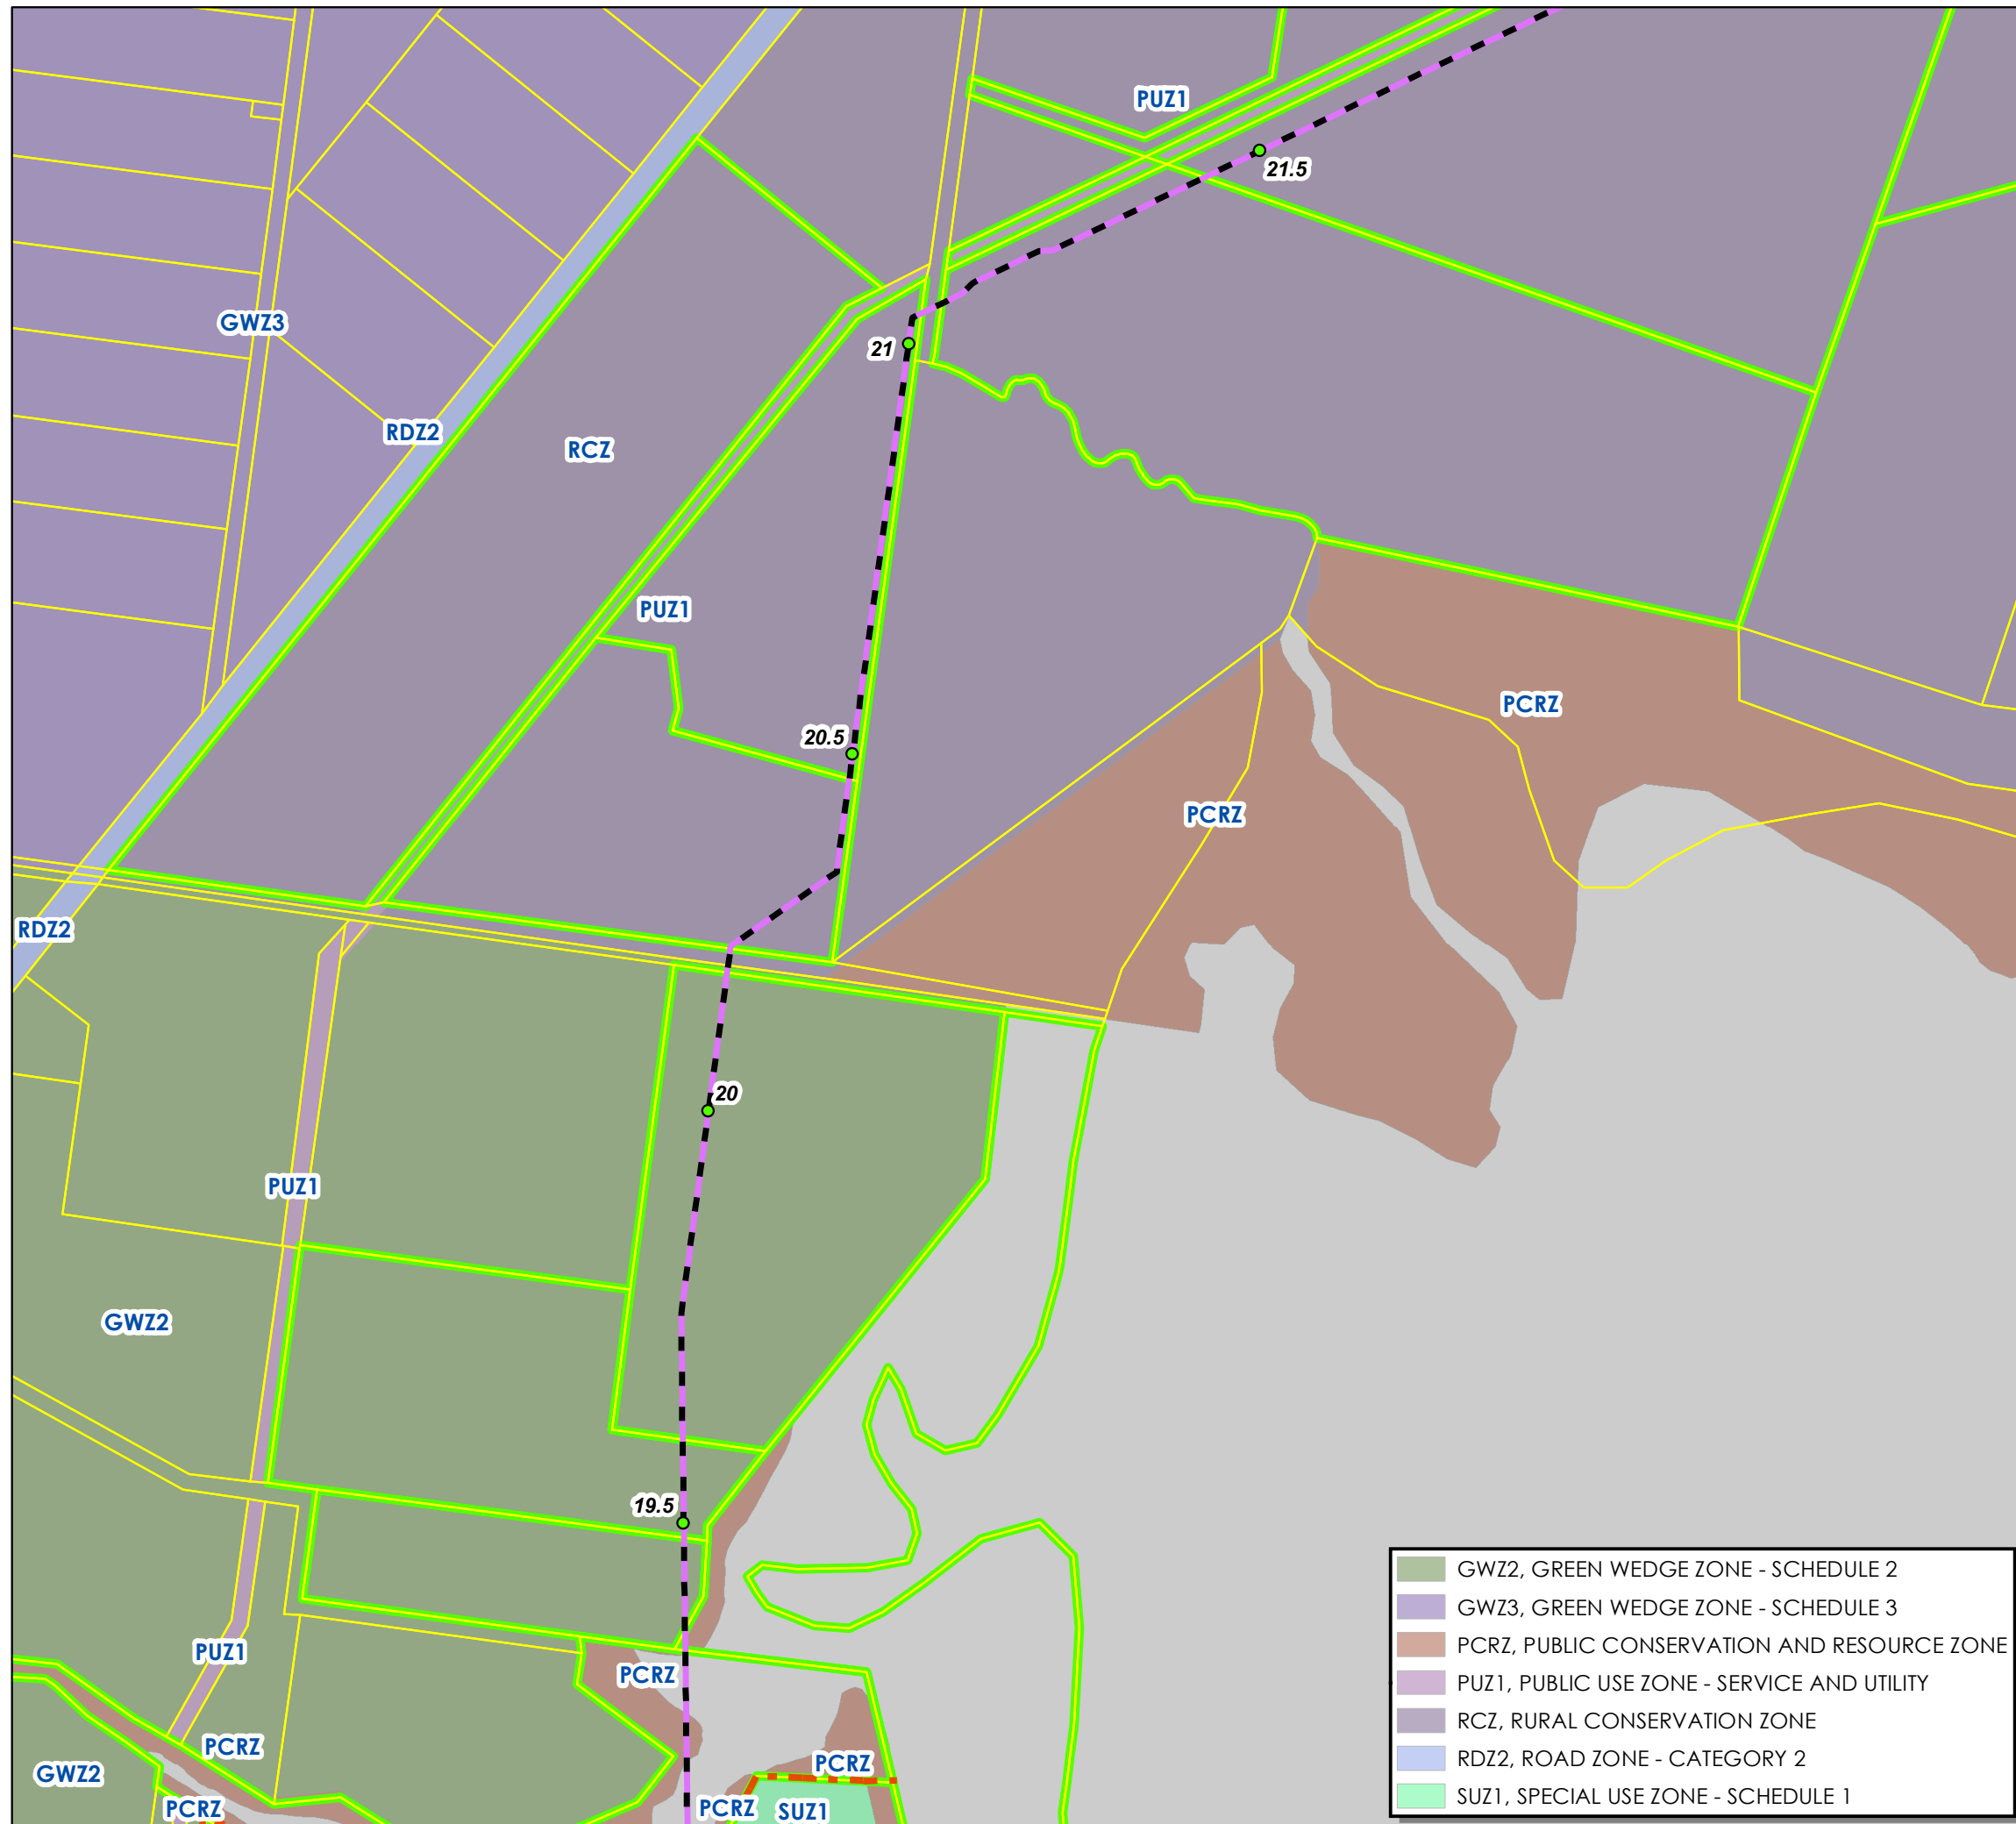 PUZ1
21.5
GWZ3
21
RDZ2
RCZ
PUZ1
PCRZ
20.5
PCRZ
RDZ2
20
PUZ1
GWZ2
19.5
PUZ1
PCRZ
PCRZ
PCRZ
GWZ2
PCRZ
PCRZ
SUZ1
GWZ2, GREEN WEDGE ZONE - SCHEDULE 2
GWZ3, GREEN WEDGE ZONE - SCHEDULE 3
PCRZ, PUBLIC CONSERVATION AND RESOURCE ZONE
PUZ1, PUBLIC USE ZONE - SERVICE AND UTILITY
RCZ, RURAL CONSERVATION ZONE
RDZ2, ROAD ZONE - CATEGORY 2
SUZ1, SPECIAL USE ZONE - SCHEDULE 1